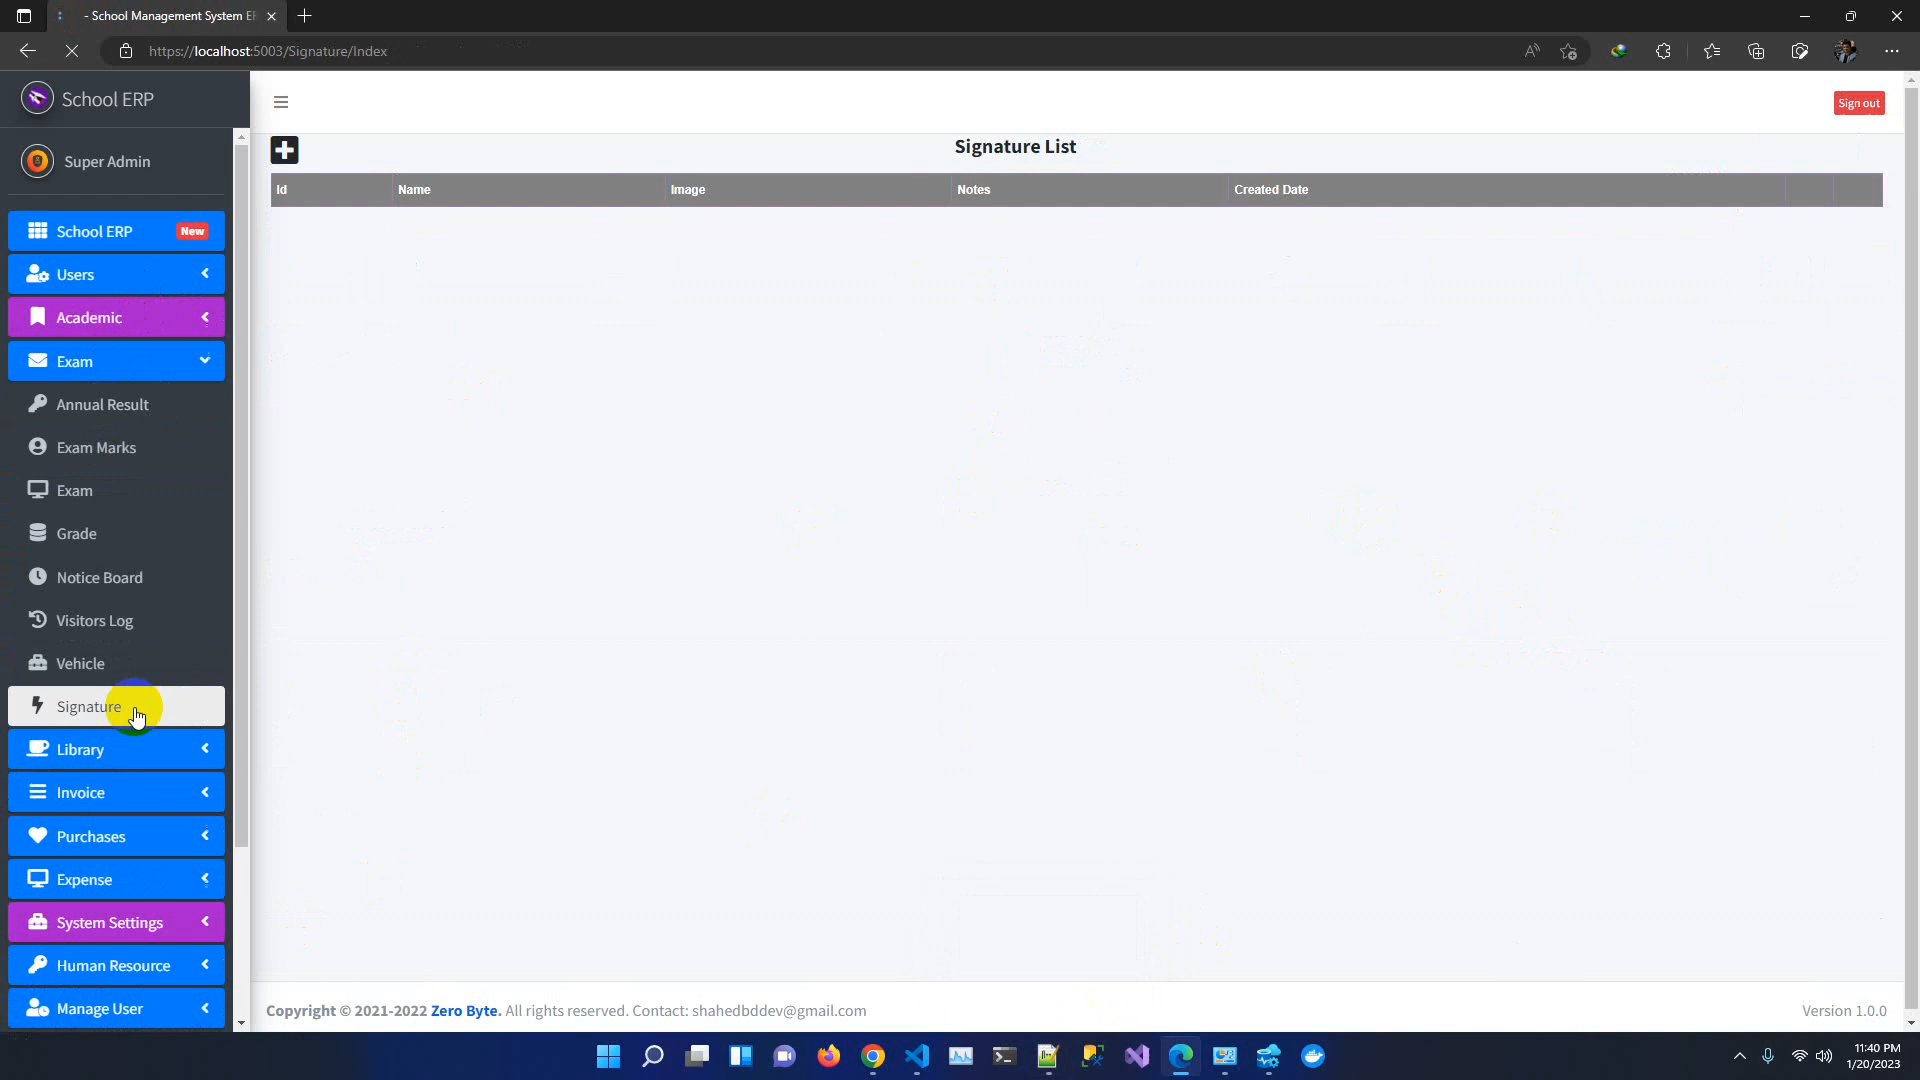 - School Management System ER
https://localhost:5003/Signature/Index
School ERP
Sign out
Super Admin
Signature List
Id Name Image Notes Created Date
School ERP New
Users
Academic
Exam
Annual Result
Exam Marks
Exam
Grade
Notice Board
Visitors Log
Vehicle
Signature
Library
Invoice
Purchases
Expense
System Settings
Human Resource
Manage User
Copyright © 2021-2022 Zero Byte. All rights reserved. Contact: shahedbddev@gmail.com
Version 1.0.0
11:40 PM
1/20/2023